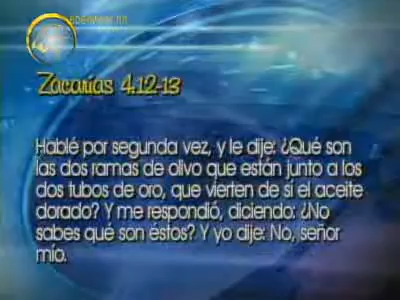 Zacarías 4.12-13
Hablé por segunda vez, y le dije: ¿Qué son
las dos ramas de olivo que están junto a los
dos tubos de oro, que vierten de sí el aceite
dorado? Y me respondió, diciendo: ¿No
sabes qué son éstos? Y yo dije: No, señor
mío.